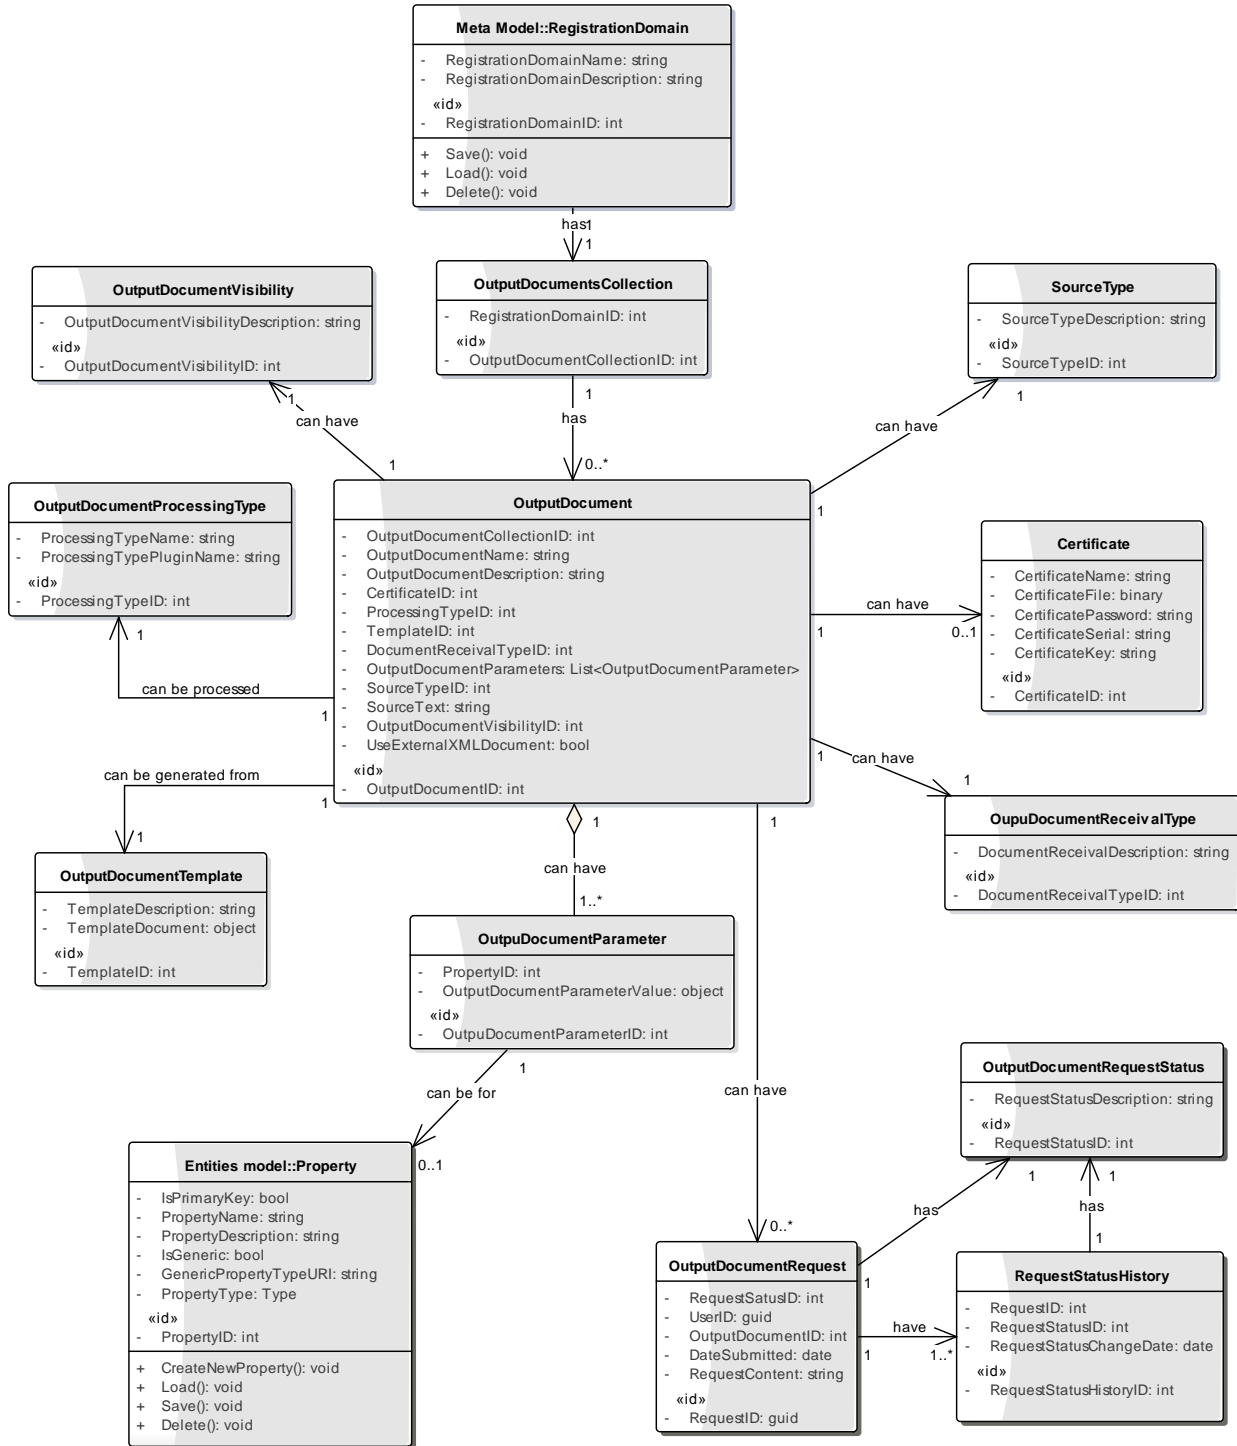 Meta Model::RegistrationDomain
- RegistrationDomainName: string
- RegistrationDomainDescription: string
«id»
- RegistrationDomainID: int
+ Save(): void
+ Load(): void
+ Delete(): void
has 1
1
OutputDocumentVisibility
- OutputDocumentVisibilityDescription: string
«id»
- OutputDocumentVisibilityID: int
OutputDocumentsCollection
- RegistrationDomainID: int
«id»
- OutputDocumentCollectionID: int
SourceType
- SourceTypeDescription: string
«id»
- SourceTypeID: int
1
can have
1
1
has
0..*
1
can have
1
OutputDocumentProcessingType
- ProcessingTypeName: string
- ProcessingTypePluginName: string
«id»
- ProcessingTypeID: int
OutputDocument
- OutputDocumentCollectionID: int
- OutputDocumentName: string
- OutputDocumentDescription: string
- CertificateID: int
- ProcessingTypeID: int
- TemplateID: int
- DocumentReceivalTypeID: int
- OutputDocumentParameters: List<OutputDocumentParameter>
- SourceTypeID: int
- SourceText: string
- OutputDocumentVisibilityID: int
- UseExternalXMLDocument: bool
«id»
- OutputDocumentID: int
Certificate
- CertificateName: string
- CertificateFile: binary
- CertificatePassword: string
- CertificateSerial: string
- CertificateKey: string
«id»
- CertificateID: int
can have
1
0..1
1
can be processed
1
can have
1
1
can be generated from
1
1
OupuDocumentReceivalType
- DocumentReceivalDescription: string
«id»
- DocumentReceivalTypeID: int
OutputDocumentTemplate
- TemplateDescription: string
- TemplateDocument: object
«id»
- TemplateID: int
1
can have
1..*
1
OutpuDocumentParameter
- PropertyID: int
- OutputDocumentParameterValue: object
«id»
- OutpuDocumentParameterID: int
1
can be for
0..1
can have
0..*
OutputDocumentRequestStatus
- RequestStatusDescription: string
«id»
- RequestStatusID: int
Entities model::Property
- IsPrimaryKey: bool
- PropertyName: string
- PropertyDescription: string
- IsGeneric: bool
- GenericPropertyTypeURI: string
- PropertyType: Type
«id»
- PropertyID: int
+ CreateNewProperty(): void
+ Load(): void
+ Save(): void
+ Delete(): void
1
has
1
1
has
1
OutputDocumentRequest
- RequestSatusID: int
- UserID: guid
- OutputDocumentID: int
- DateSubmitted: date
- RequestContent: string
«id»
- RequestID: guid
have
1
1..*
RequestStatusHistory
- RequestID: int
- RequestStatusID: int
- RequestStatusChangeDate: date
«id»
- RequestStatusHistoryID: int